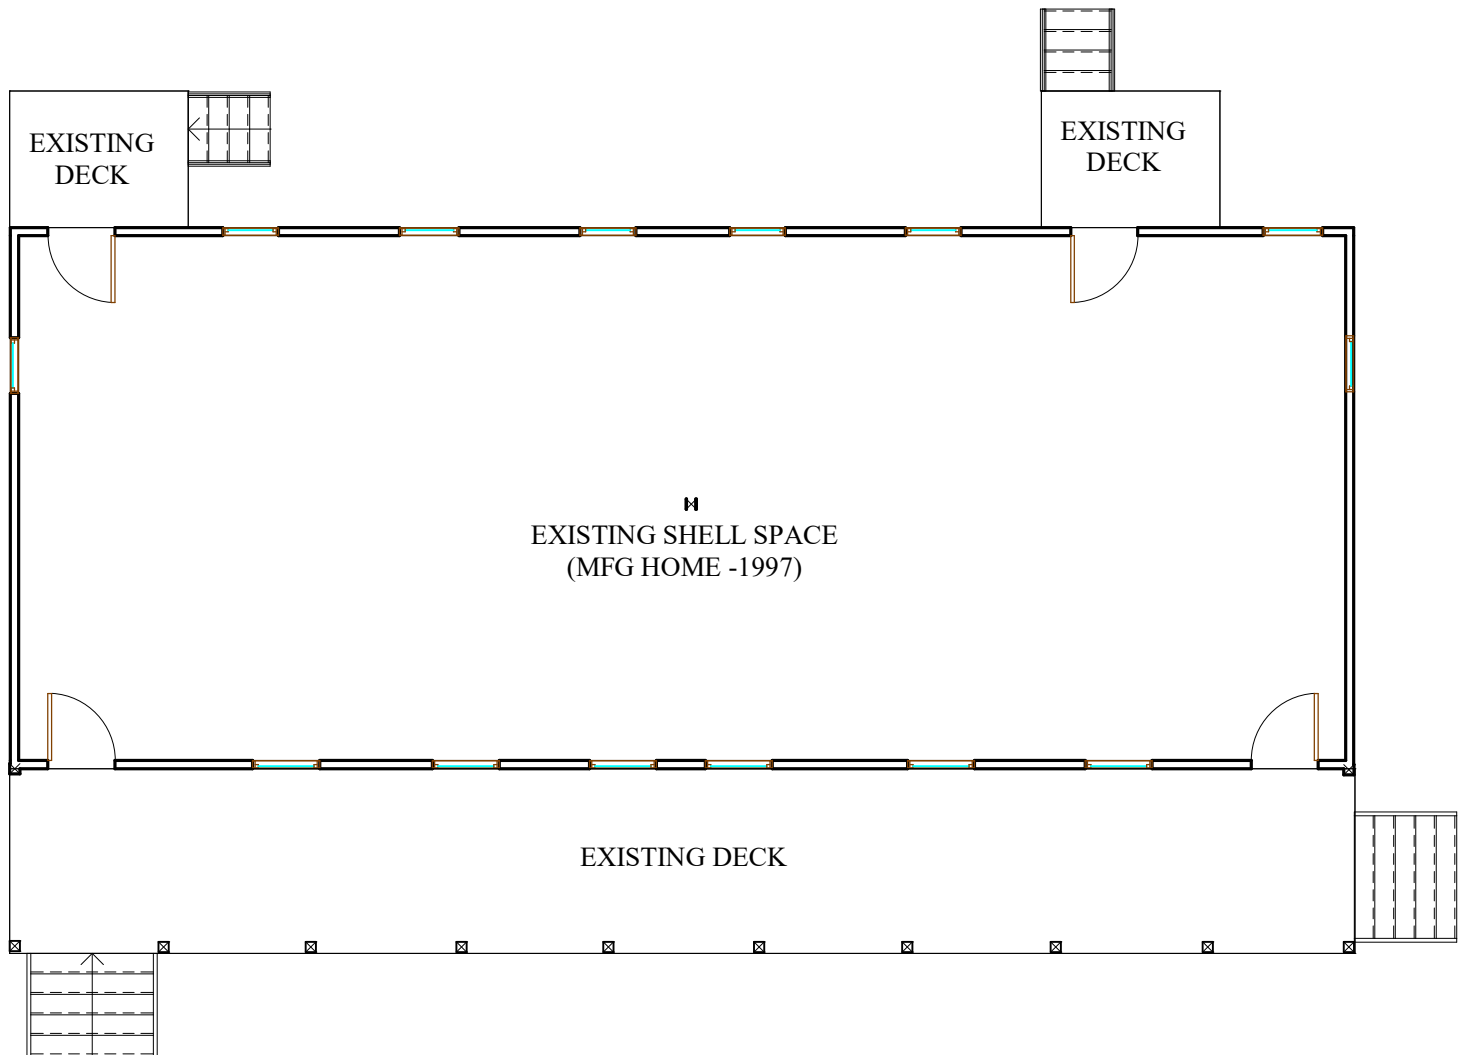 EXISTING
DECK
EXISTING
DECK
EXISTING SHELL SPACE
(MFG HOME -1997)
EXISTING DECK